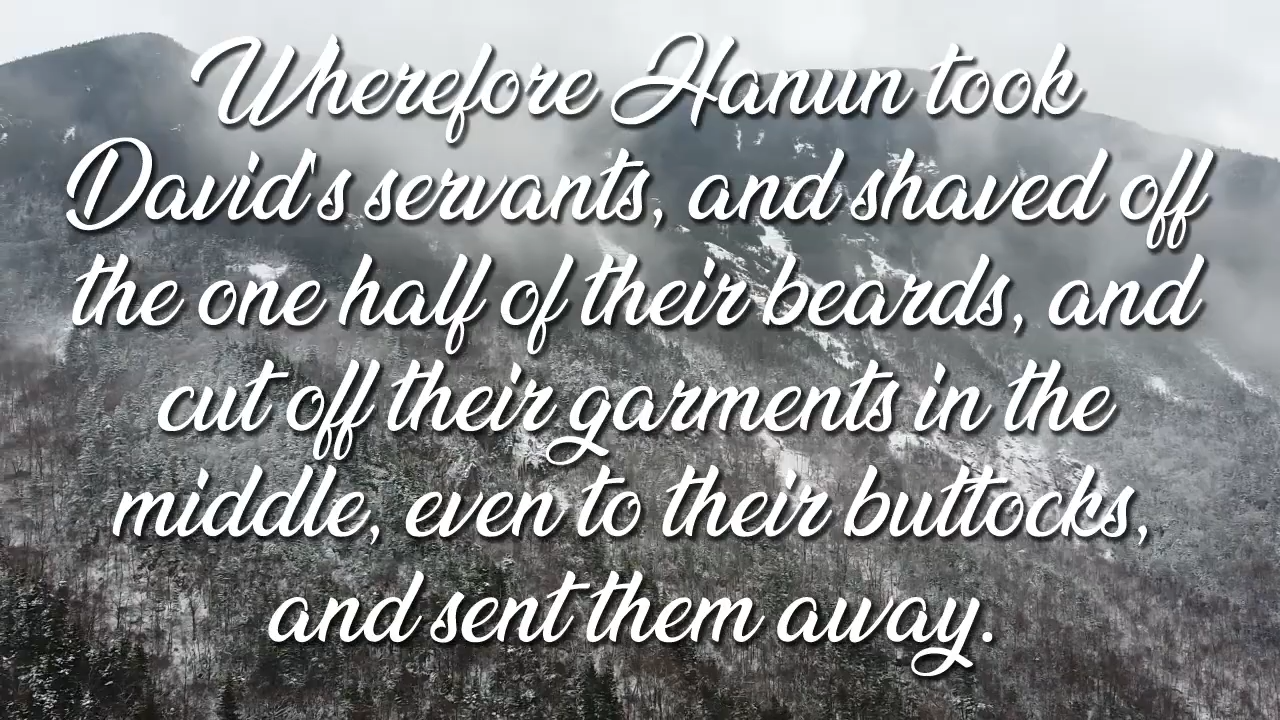 Wherefore Hanun took
David's servants, and shaved off
the one half of their beards, and
cut off their garments in the
middle, even to their buttocks,
and sent them away.